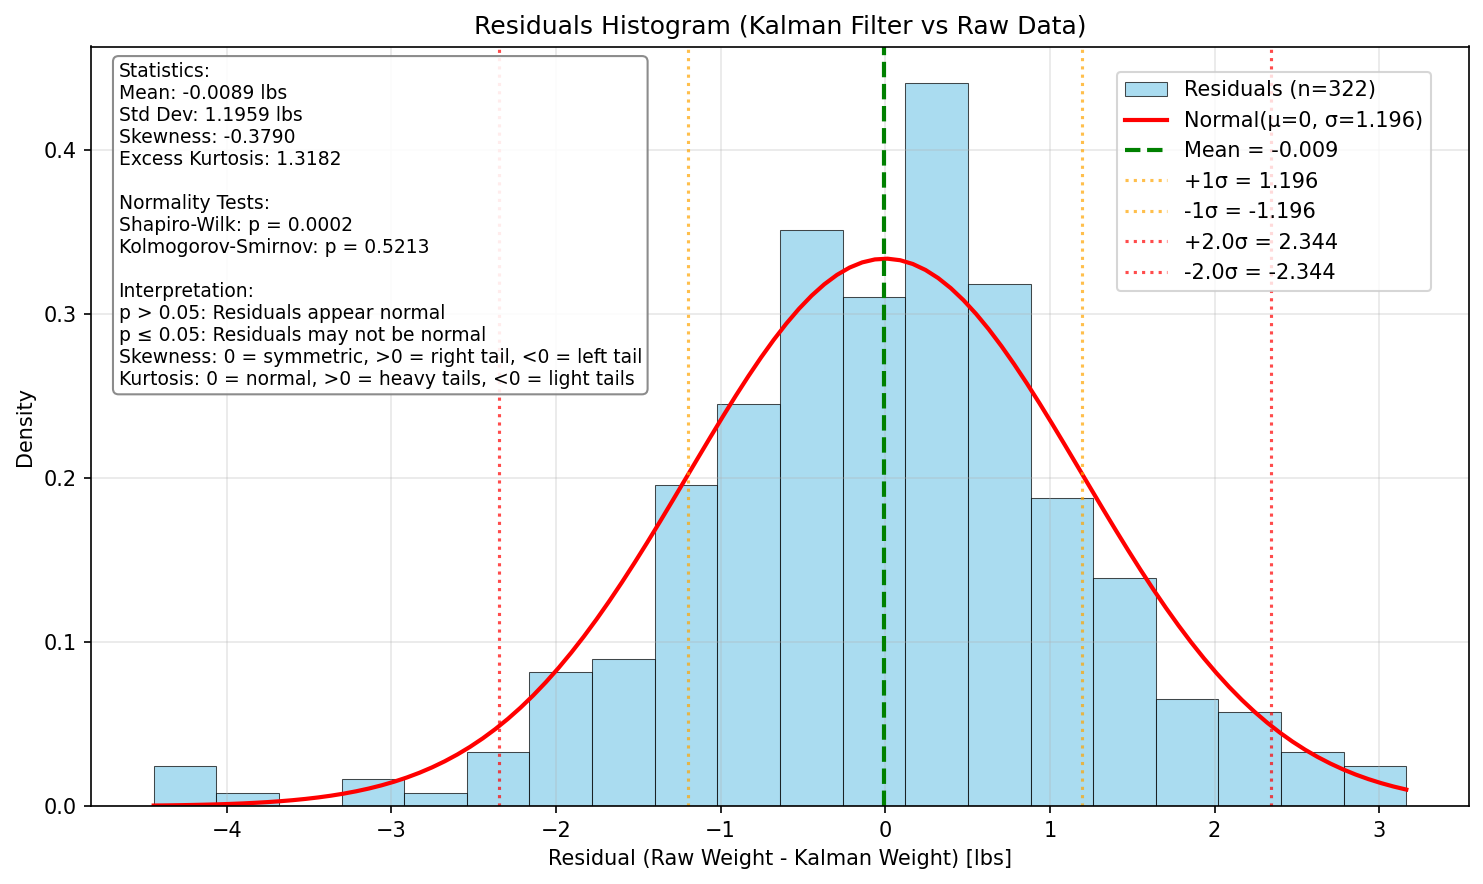 Residuals Histogram (Kalman Filter vs Raw Data)
Statistics:
Mean: -0.0089 lbs
Std Dev: 1.1959 lbs
Skewness: -0.3790
Excess Kurtosis: 1.3182
Normality Tests:
Shapiro-Wilk: p = 0.0002
Kolmogorov-Smirnov: p = 0.5213
Interpretation:
p > 0.05: Residuals appear normal
p ≤ 0.05: Residuals may not be normal
Skewness: 0 = symmetric, >0 = right tail, <0 = left tail
Kurtosis: 0 = normal, >0 = heavy tails, <0 = light tails
Residuals (n=322)
Normal(μ=0, σ=1.196)
Mean = -0.009
+1σ = 1.196
-1σ = -1.196
+2.0σ = 2.344
-2.0σ = -2.344
Density
0.4
0.3
0.2
0.1
0.0
−4
−3
−2
−1
0
1
2
3
Residual (Raw Weight - Kalman Weight) [lbs]